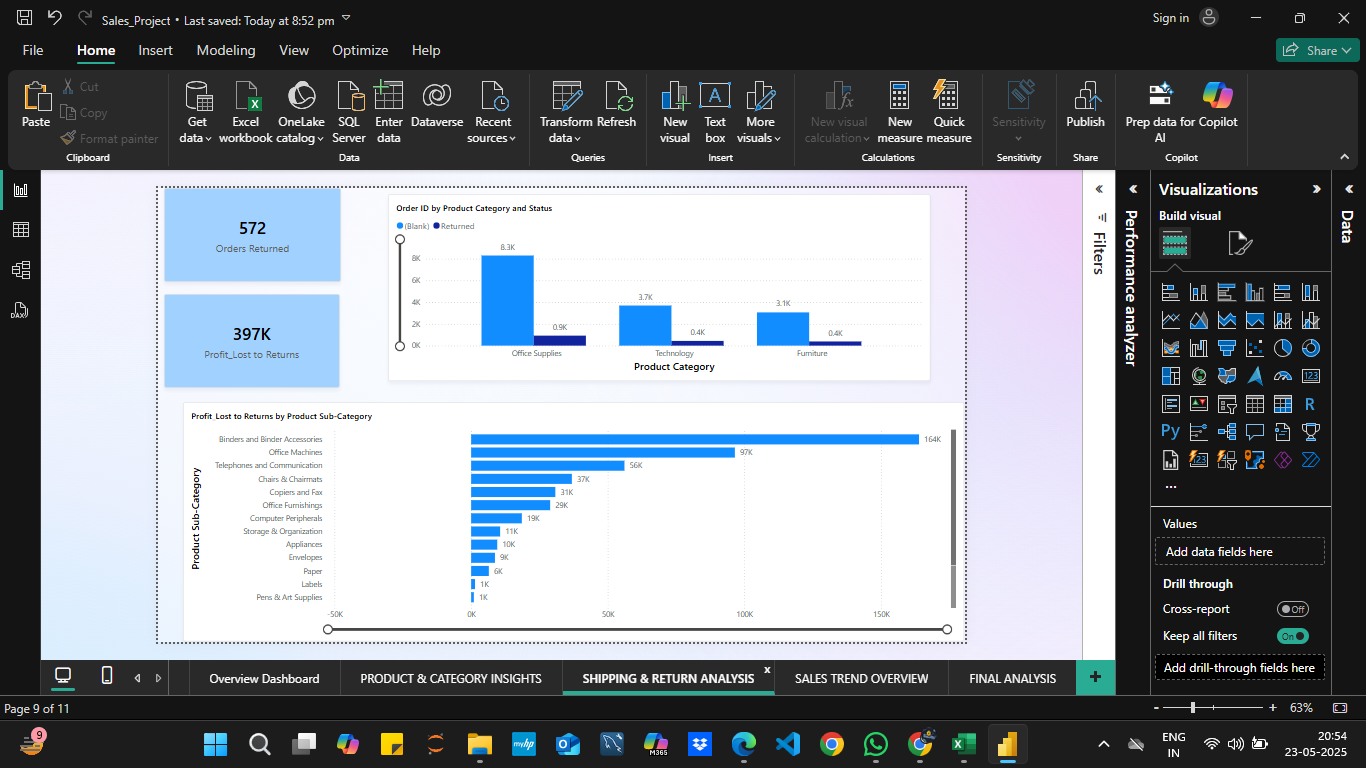 Sales_Project • Last saved: Today at 8:52 pm
Sign in
File Home Insert Modeling View Optimize Help
Share
Paste
Cut
Copy
Format painter
Clipboard
Get data
Excel workbook
OneLake catalog
SQL Server
Enter data
Dataverse
Recent sources
Data
Transform data
Refresh
Queries
New visual
Text box
More visuals
Insert
New visual calculation
New measure
Quick measure
Calculations
Sensitivity
Sensitivity
Publish
Share
Prep data for AI
Copilot
Copilot
572
Orders Returned
397K
Profit_Lost to Returns
Order ID by Product Category and Status
(Blank) Returned
8K
6K
4K
2K
0K
8.3K
0.9K
3.7K
0.4K
3.1K
0.4K
Office Supplies
Technology
Furniture
Product Category
Profit_Lost to Returns by Product Sub-Category
Product Sub-Category
Binders and Binder Accessories 164K
Office Machines 97K
Telephones and Communication 56K
Chairs & Chairmats 37K
Copiers and Fax 31K
Office Furnishings 29K
Computer Peripherals 19K
Storage & Organization 11K
Appliances 10K
Envelopes 9K
Paper 6K
Labels 1K
Pens & Art Supplies 1K
-50K 0K 50K 100K 150K
Filters
Performance analyzer
Visualizations
Build visual
123
R
Py
123
...
Values
Add data fields here
Drill through
Cross-report Off
Keep all filters On
Add drill-through fields here
Data
DAX
Overview Dashboard
PRODUCT & CATEGORY INSIGHTS
SHIPPING & RETURN ANALYSIS x
SALES TREND OVERVIEW
FINAL ANALYSIS
+
Page 9 of 11
- + 63%
9
myhp
M365
ENG
IN
20:54
23-05-2025